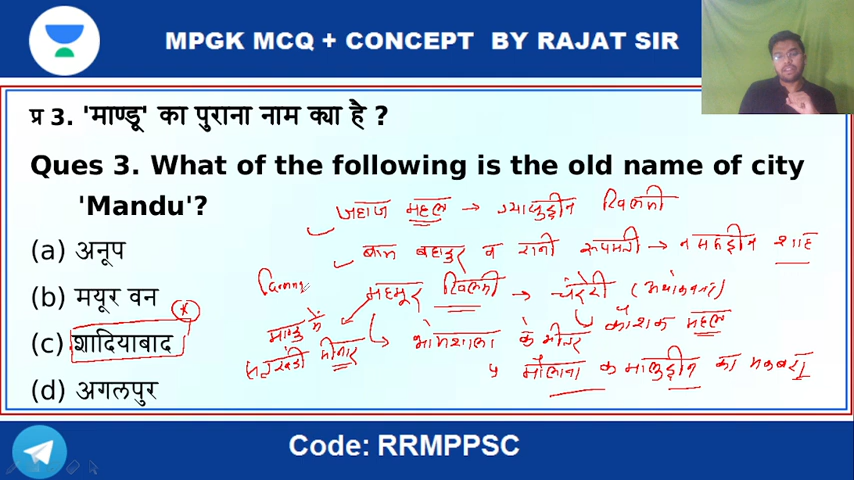 MPGK MCQ + CONCEPT BY RAJAT SIR
प्र 3. 'माण्डू' का पुराना नाम क्या है ?
Ques 3. What of the following is the old name of city
'Mandu'?
जहाज महल → ग्यासुद्दीन खिलजी
(a) अनूप
बाज बहादुर व रानी रूपमती → नसरुद्दीन शाह
(b) मयूर वन
महमूद खिलजी → चंदेरी
कौशक महल
(c) शादियाबाद
माण्डू में
भोजशाला के भीतर
सतखंडी मीनार
मौलाना कमालुद्दीन का मकबरा
(d) अगलपुर
Code: RRMPPSC